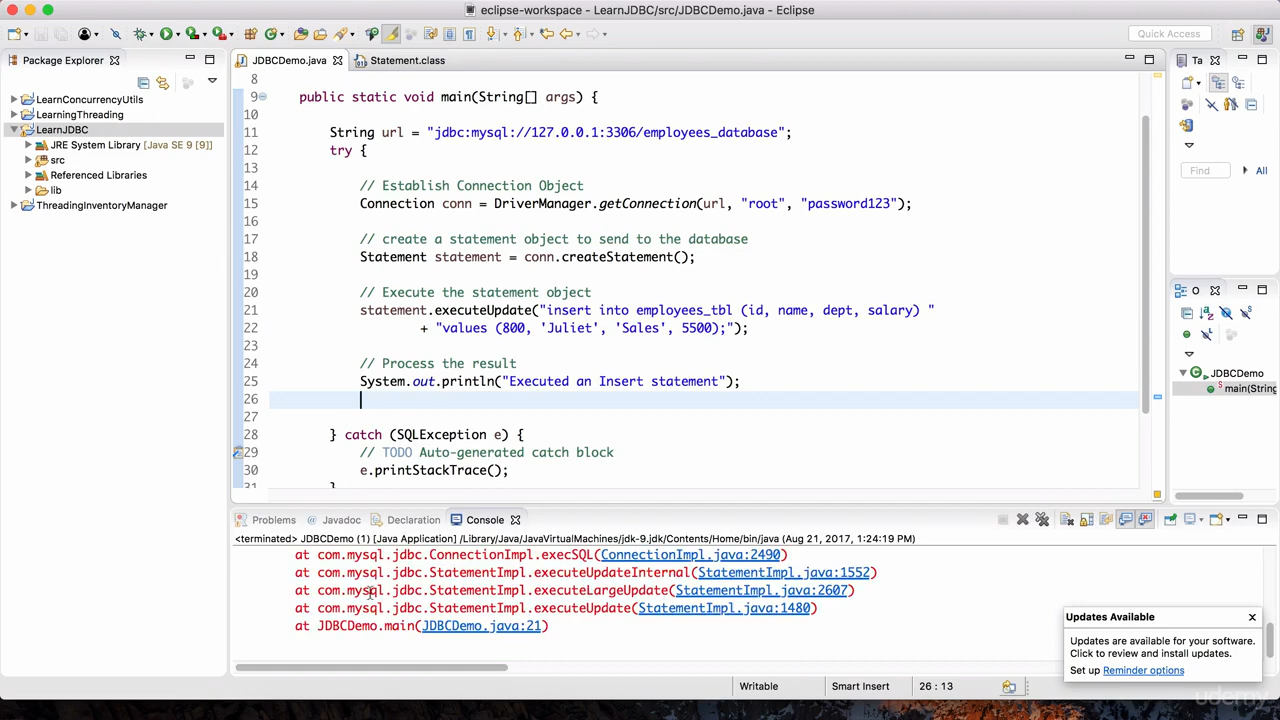 eclipse-workspace - LearnJDBC/src/JDBCDemo.java - Eclipse
Quick Access
Package Explorer
LearnConcurrencyUtils
LearningThreading
LearnJDBC
JRE System Library [Java SE 9 [9]]
src
Referenced Libraries
lib
ThreadingInventoryManager
JDBCDemo.java
Statement.class
8
9 public static void main(String[] args) {
10
11 String url = "jdbc:mysql://127.0.0.1:3306/employees_database";
12 try {
13
14 // Establish Connection Object
15 Connection conn = DriverManager.getConnection(url, "root", "password123");
16
17 // create a statement object to send to the database
18 Statement statement = conn.createStatement();
19
20 // Execute the statement object
21 statement.executeUpdate("insert into employees_tbl (id, name, dept, salary) "
22 + "values (800, 'Juliet', 'Sales', 5500);");
23
24 // Process the result
25 System.out.println("Executed an Insert statement");
26
27
28 } catch (SQLException e) {
29 // TODO Auto-generated catch block
30 e.printStackTrace();
31 }
Ta
Find
All
O
JDBCDemo
main(String
Problems
Javadoc
Declaration
Console
<terminated> JDBCDemo (1) [Java Application] /Library/Java/JavaVirtualMachines/jdk-9.jdk/Contents/Home/bin/java (Aug 21, 2017, 1:24:19 PM)
at com.mysql.jdbc.ConnectionImpl.execSQL(ConnectionImpl.java:2490)
at com.mysql.jdbc.StatementImpl.executeUpdateInternal(StatementImpl.java:1552)
at com.mysql.jdbc.StatementImpl.executeLargeUpdate(StatementImpl.java:2607)
at com.mysql.jdbc.StatementImpl.executeUpdate(StatementImpl.java:1480)
at JDBCDemo.main(JDBCDemo.java:21)
Updates Available
Updates are available for your software.
Click to review and install updates.
Set up Reminder options
Writable
Smart Insert
26 : 13
udemy